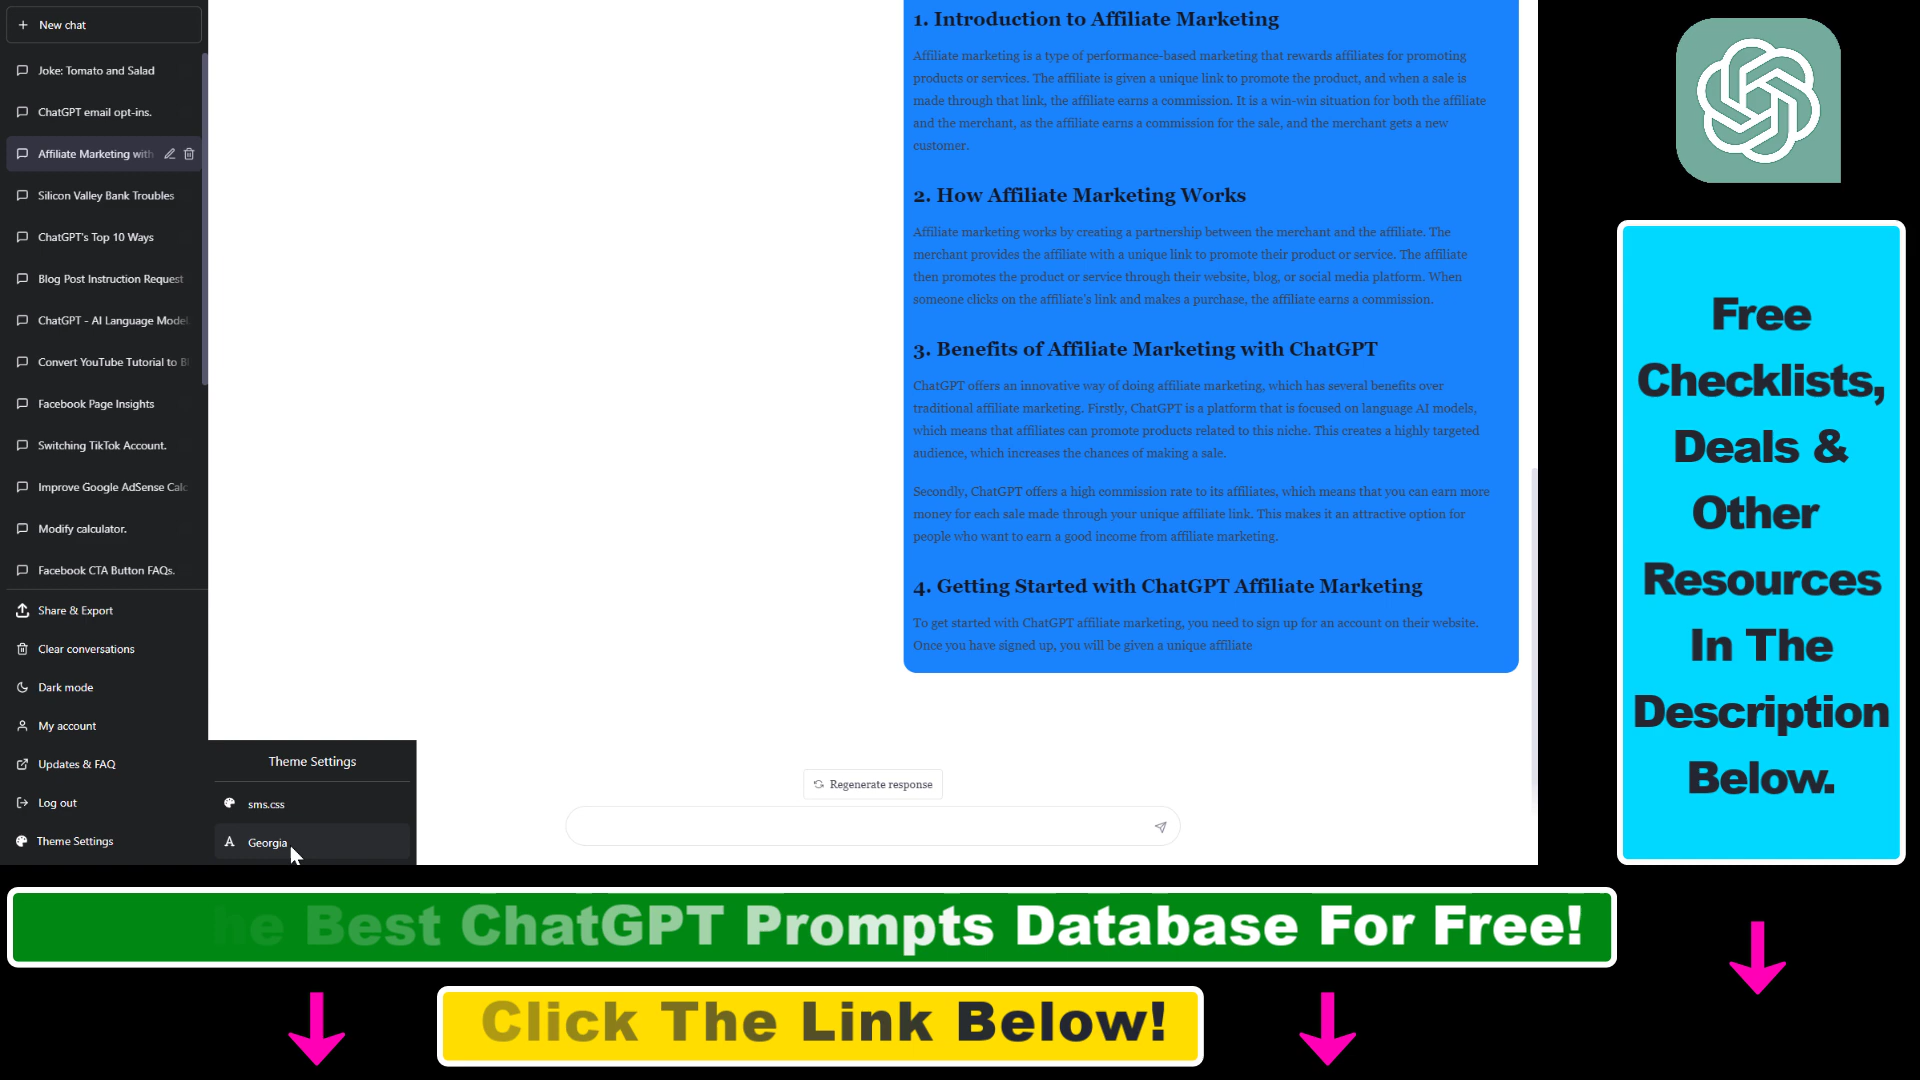 New chat
Joke: Tomato and Salad
ChatGPT email opt-ins.
Affiliate Marketing with
Silicon Valley Bank Troubles
ChatGPT's Top 10 Ways
Blog Post Instruction Request
ChatGPT - AI Language Model
Convert YouTube Tutorial to Bl
Facebook Page Insights
Switching TikTok Account.
Improve Google AdSense Calc
Modify calculator.
Facebook CTA Button FAQs.
Share & Export
Clear conversations
Dark mode
My account
Updates & FAQ
Log out
Theme Settings
Theme Settings
sms.css
Georgia
1. Introduction to Affiliate Marketing
Affiliate marketing is a type of performance-based marketing that rewards affiliates for promoting
products or services. The affiliate is given a unique link to promote the product, and when a sale is
made through that link, the affiliate earns a commission. It is a win-win situation for both the affiliate
and the merchant, as the affiliate earns a commission for the sale, and the merchant gets a new
customer.
2. How Affiliate Marketing Works
Affiliate marketing works by creating a partnership between the merchant and the affiliate. The
merchant provides the affiliate with a unique link to promote their product or service. The affiliate
then promotes the product or service through their website, blog, or social media platform. When
someone clicks on the affiliate's link and makes a purchase, the affiliate earns a commission.
3. Benefits of Affiliate Marketing with ChatGPT
ChatGPT offers an innovative way of doing affiliate marketing, which has several benefits over
traditional affiliate marketing. Firstly, ChatGPT is a platform that is focused on language AI models,
which means that affiliates can promote products related to this niche. This creates a highly targeted
audience, which increases the chances of making a sale.
Secondly, ChatGPT offers a high commission rate to its affiliates, which means that you can earn more
money for each sale made through your unique affiliate link. This makes it an attractive option for
people who want to earn a good income from affiliate marketing.
4. Getting Started with ChatGPT Affiliate Marketing
To get started with ChatGPT affiliate marketing, you need to sign up for an account on their website.
Once you have signed up, you will be given a unique affiliate
Regenerate response
Free
Checklists,
Deals &
Other
Resources
In The
Description
Below.
he Best ChatGPT Prompts Database For Free!
Click The Link Below!